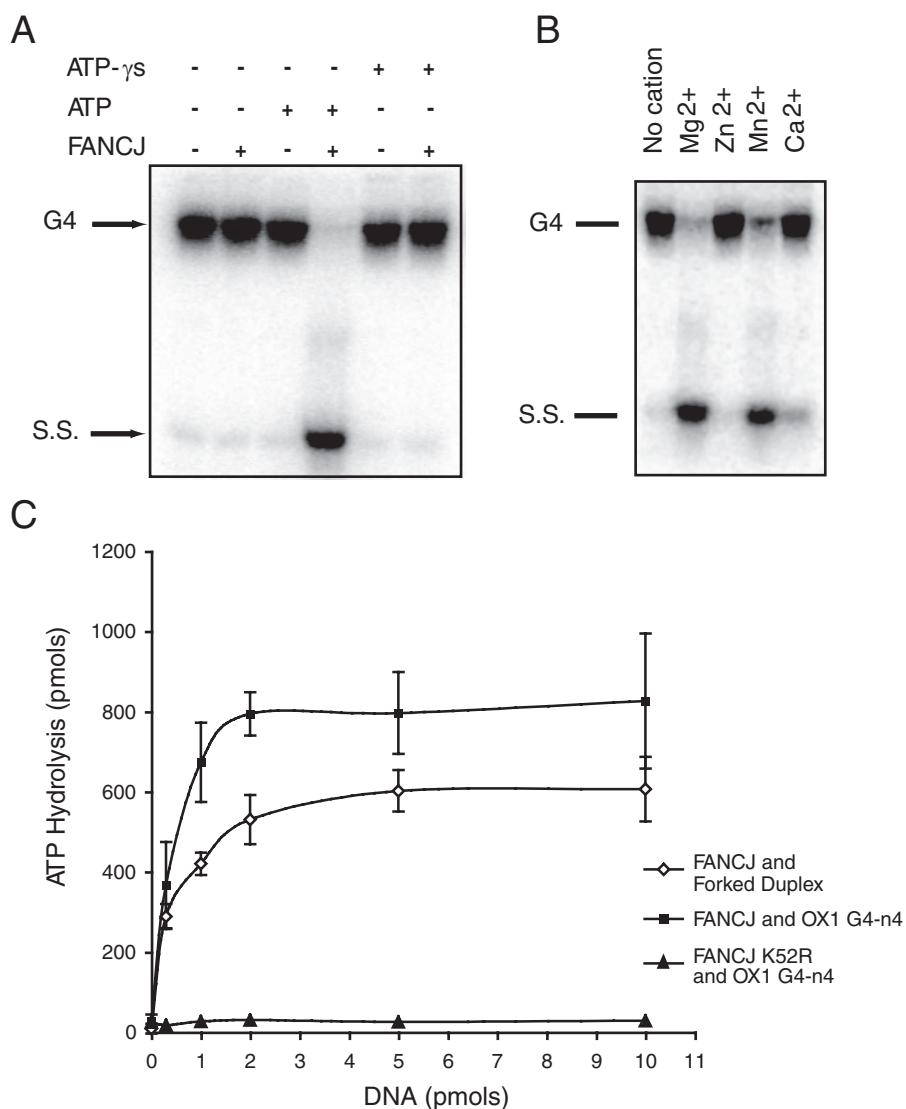 A
ATP-γs - - - - + +
ATP - - + + - -
FANCJ - + - + - +
G4
S.S.
B
No cation
Mg2+
Zn2+
Mn2+
Ca2+
G4
S.S.
C
1200
1000
800
600
400
200
0
ATP Hydrolysis (pmols)
0 1 2 3 4 5 6 7 8 9 10 11
DNA (pmols)
FANCJ and
Forked Duplex
FANCJ and OX1 G4-n4
FANCJ K52R
and OX1 G4-n4